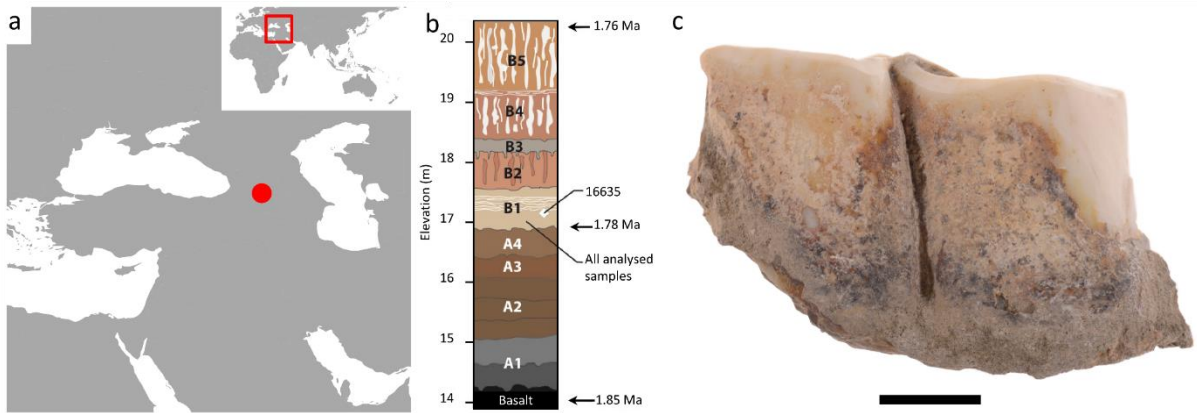 a
b
c
Elevation (m)
20
19
18
17
16
15
14
B5
B4
B3
B2
B1
A4
A3
A2
A1
Basalt
1.76 Ma
16635
1.78 Ma
All analysed
samples
1.85 Ma